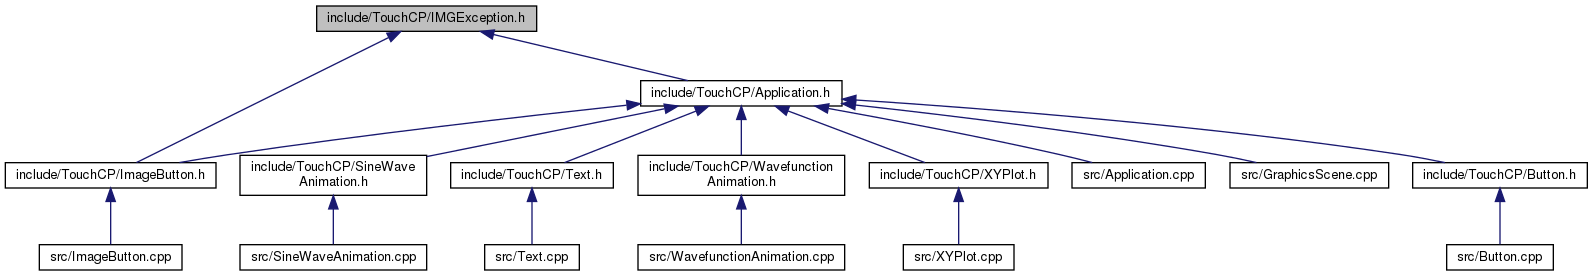 include/TouchCP/IMGException.h
include/TouchCP/Application.h
include/TouchCP/ImageButton.h
include/TouchCP/SineWave
Animation.h
include/TouchCP/Text.h
include/TouchCP/Wavefunction
Animation.h
include/TouchCP/XYPlot.h
src/Application.cpp
src/GraphicsScene.cpp
include/TouchCP/Button.h
src/ImageButton.cpp
src/SineWaveAnimation.cpp
src/Text.cpp
src/WavefunctionAnimation.cpp
src/XYPlot.cpp
src/Button.cpp